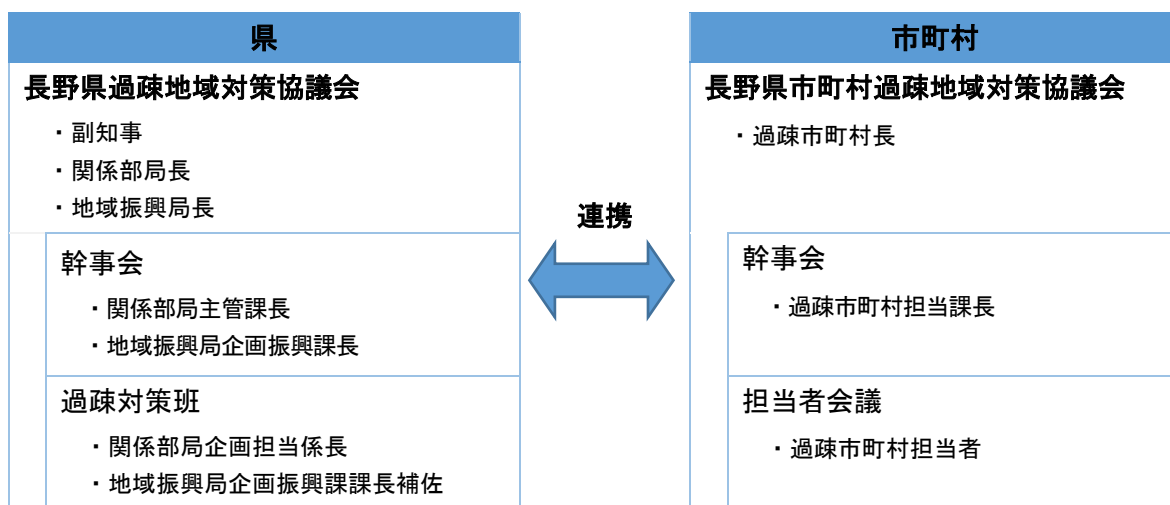 県
長野県過疎地域対策協議会
・副知事
・関係部局長
・地域振興局長
幹事会
・関係部局主管課長
・地域振興局企画振興課長
過疎対策班
・関係部局企画担当係長
・地域振興局企画振興課課長補佐
連携
市町村
長野県市町村過疎地域対策協議会
・過疎市町村長
幹事会
・過疎市町村担当課長
担当者会議
・過疎市町村担当者